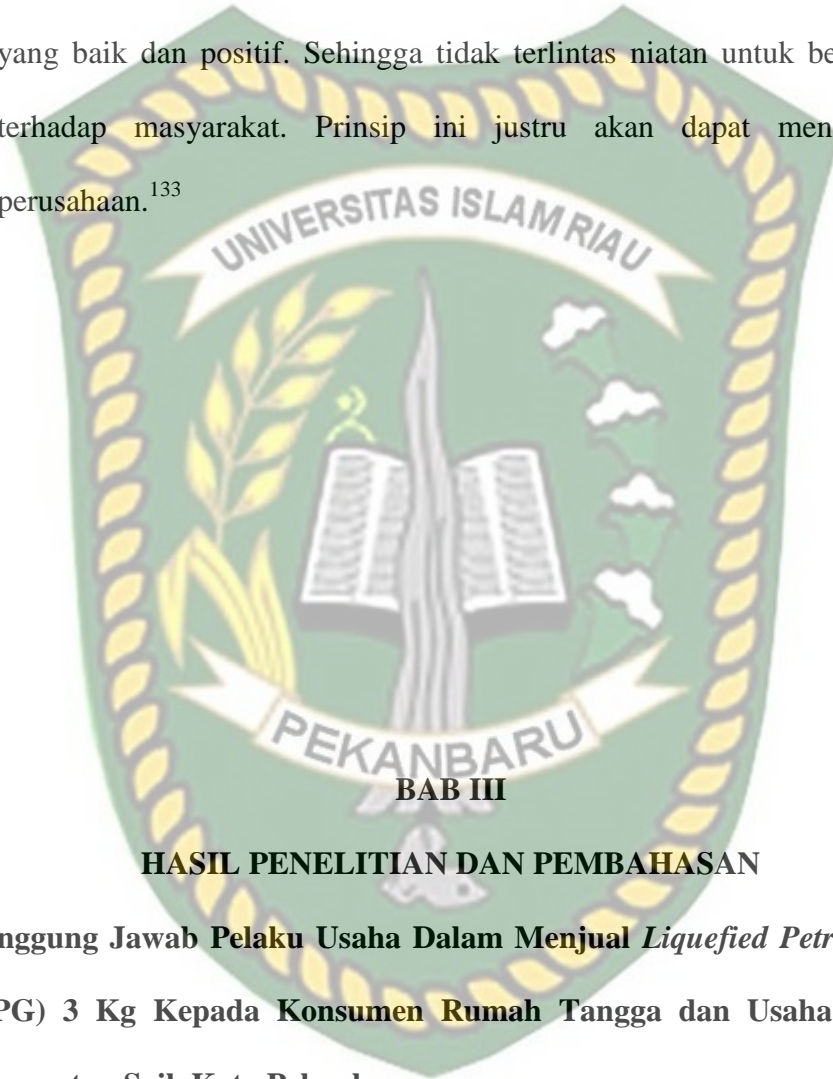 yang baik dan positif. Sehingga tidak terlintas niatan untuk be
terhadap masyarakat. Prinsip ini justru akan dapat men
perusahaan.133
UNIVERSITAS ISLAM RIAU
PEKANBARU
BAB III
HASIL PENELITIAN DAN PEMBAHASAN
nggung Jawab Pelaku Usaha Dalam Menjual Liquefied Petr
PG) 3 Kg Kepada Konsumen Rumah Tangga dan Usaha